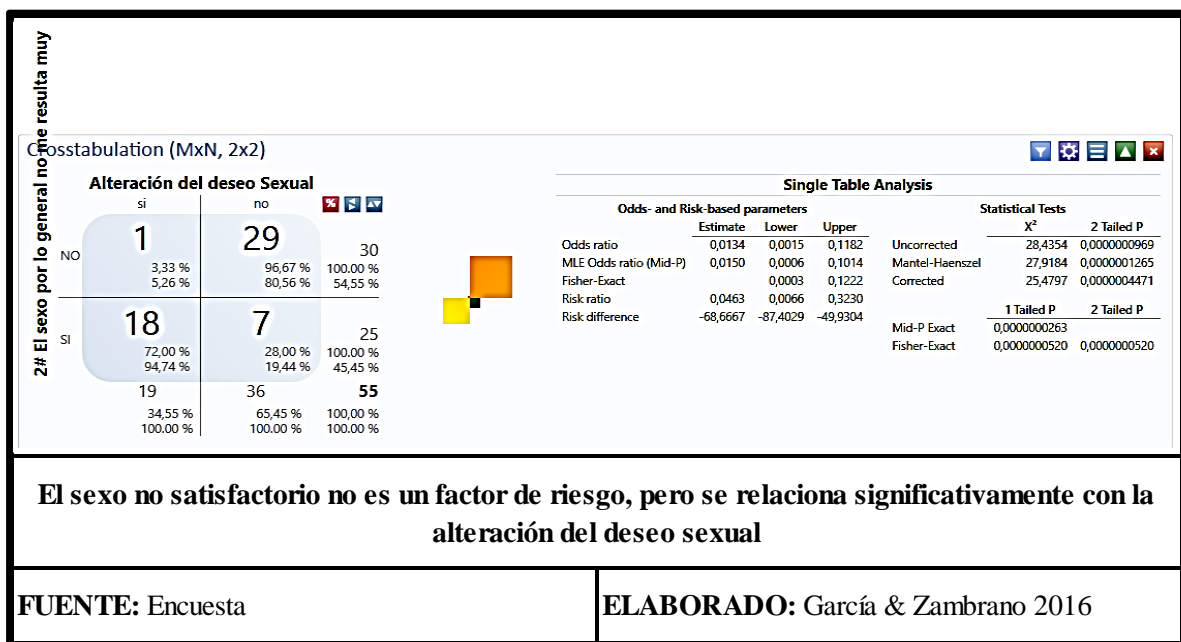 2# El sexo por lo general no me resulta muy
Crosstabulation (MxN, 2x2)
Alteración del deseo Sexual
si no
NO 1 29 30
3,33 % 96,67 % 100.00 %
5,26 % 80,56 % 54,55 %
SI 18 7 25
72,00 % 28,00 % 100.00 %
94,74 % 19,44 % 45,45 %
19 36 55
34,55 % 65,45 % 100,00 %
100.00 % 100.00 % 100.00 %
Single Table Analysis
Odds- and Risk-based parameters
Estimate Lower Upper
Odds ratio 0,0134 0,0015 0,1182
MLE Odds ratio (Mid-P) 0,0150 0,0006 0,1014
Fisher-Exact 0,0003 0,1222
Risk ratio 0,0463 0,0066 0,3230
Risk difference -68,6667 -87,4029 -49,9304
Statistical Tests
X² 2 Tailed P
Uncorrected 28,4354 0,0000000969
Mantel-Haenszel 27,9184 0,0000001265
Corrected 25,4797 0,0000004471
1 Tailed P 2 Tailed P
Mid-P Exact 0,0000000263
Fisher-Exact 0,0000000520 0,0000000520
El sexo no satisfactorio no es un factor de riesgo, pero se relaciona significativamente con la
alteración del deseo sexual
FUENTE: Encuesta
ELABORADO: García & Zambrano 2016